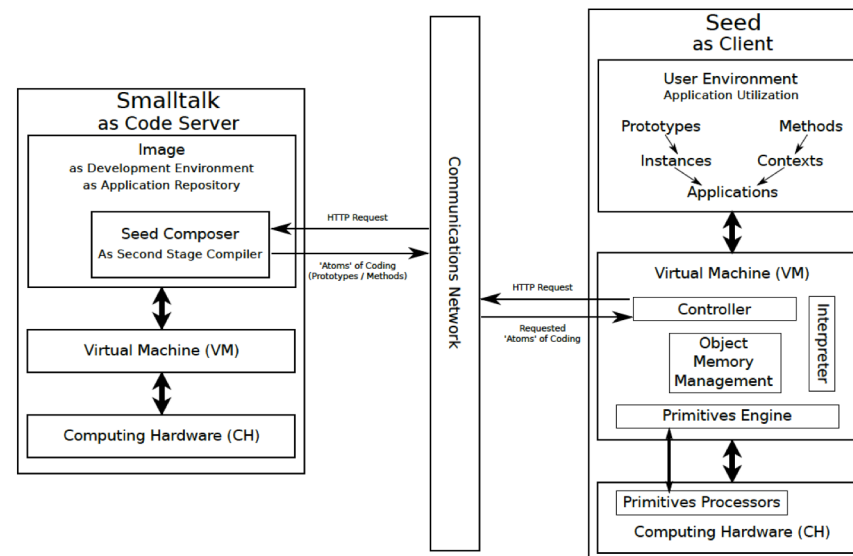 Smalltalk
as Code Server
Image
as Development Environment
as Application Repository
Seed Composer
As Second Stage Compiler
Virtual Machine (VM)
Computing Hardware (CH)
HTTP Request
'Atoms' of Coding
(Prototypes / Methods)
Communications Network
HTTP Request
Requested
'Atoms' of Coding
Seed
as Client
User Environment
Application Utilization
Prototypes
Methods
Instances
Contexts
Applications
Virtual Machine (VM)
Controller
Interpreter
Object
Memory
Management
Primitives Engine
Primitives Processors
Computing Hardware (CH)